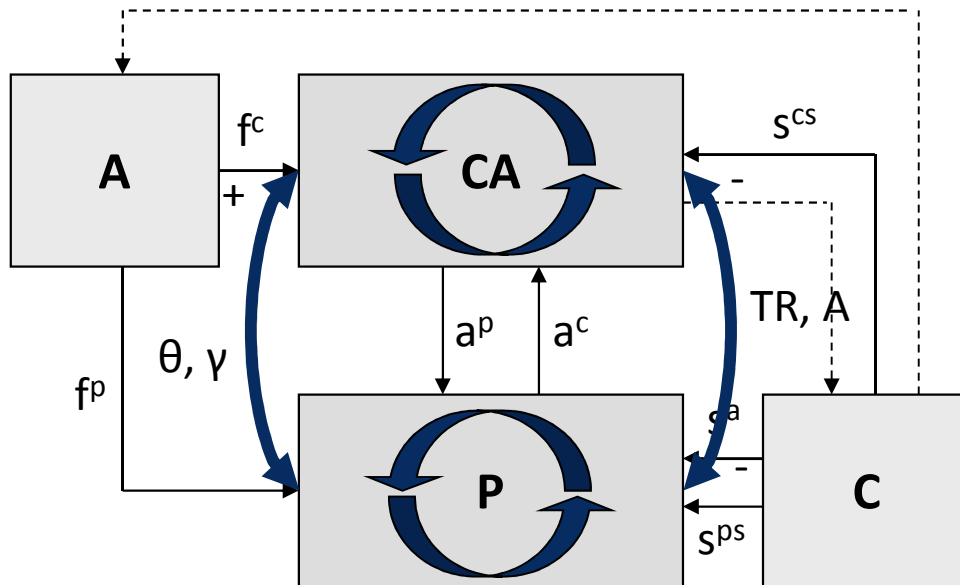 A
f^c
+
CA
s^cs
-
θ, γ
a^p
a^c
TR, A
f^p
P
s^a
-
s^ps
C